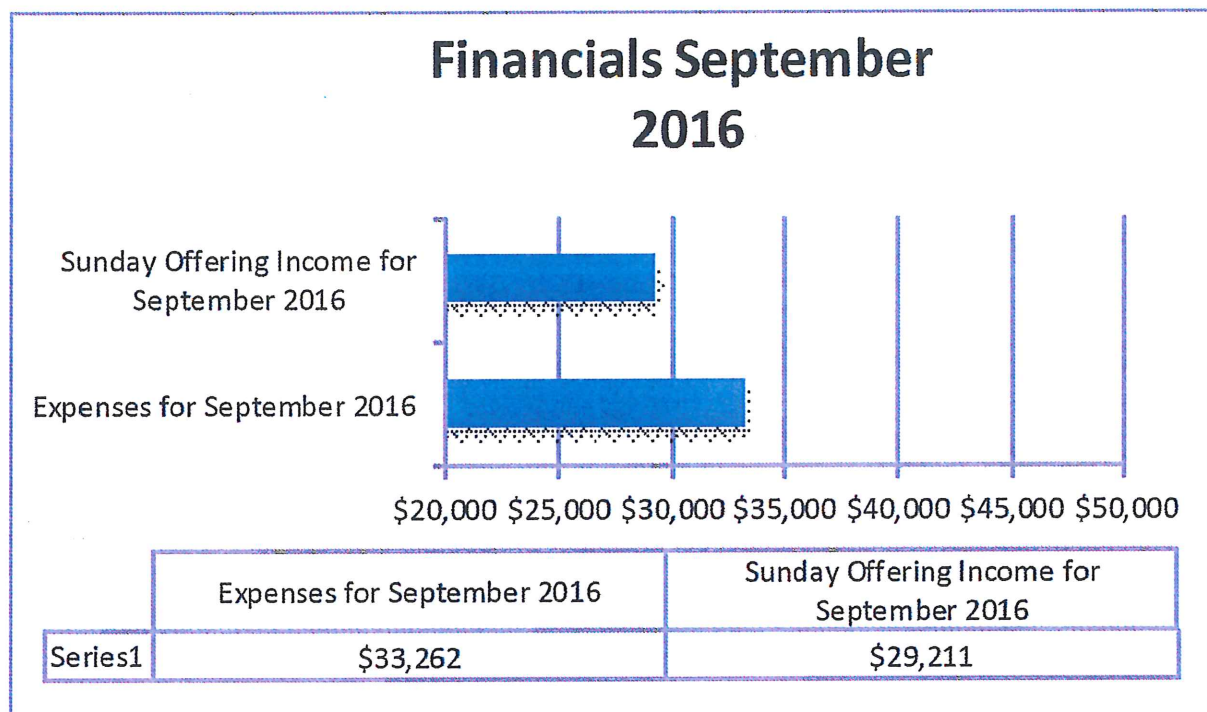 Financials September
2016
Sunday Offering Income for
September 2016
Expenses for September 2016
$20,000 $25,000 $30,000 $35,000 $40,000 $45,000 $50,000
Expenses for September 2016
Sunday Offering Income for
September 2016
Series1 $33,262 $29,211